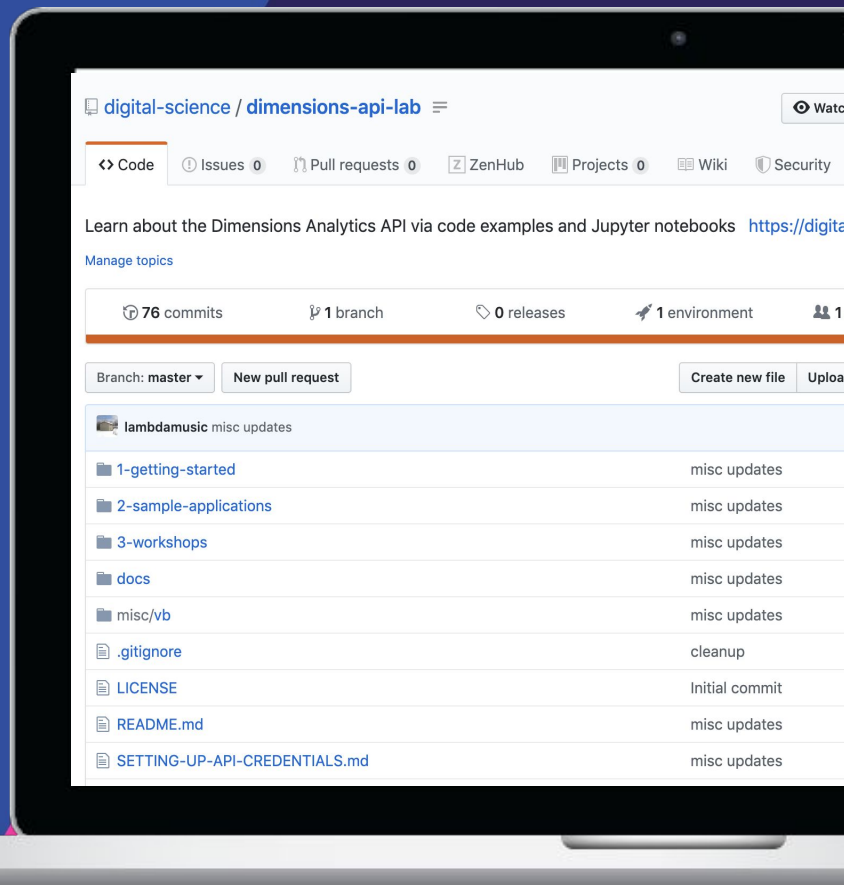 digital-science / dimensions-api-lab
Code Issues 0 Pull requests 0 Z ZenHub Projects 0 Wiki Security
Learn about the Dimensions Analytics API via code examples and Jupyter notebooks https://digita
Manage topics
76 commits 1 branch 0 releases 1 environment 1
Branch: master New pull request Create new file
lambdamusic misc updates
1-getting-started misc updates
2-sample-applications misc updates
3-workshops misc updates
docs misc updates
misc/vb misc updates
.gitignore cleanup
LICENSE Initial commit
README.md misc updates
SETTING-UP-API-CREDENTIALS.md misc updates